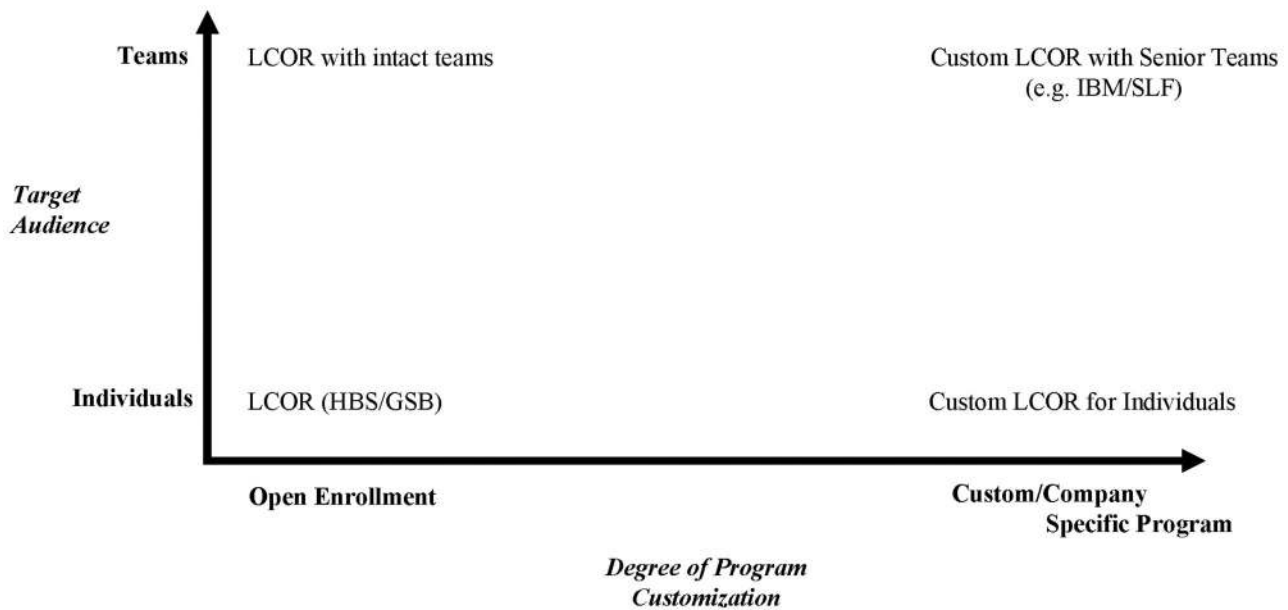 Teams
LCOR with intact teams
Custom LCOR with Senior Teams
(e.g. IBM/SLF)
Target
Audience
Individuals
LCOR (HBS/GSB)
Custom LCOR for Individuals
Open Enrollment
Custom/Company
Specific Program
Degree of Program
Customization